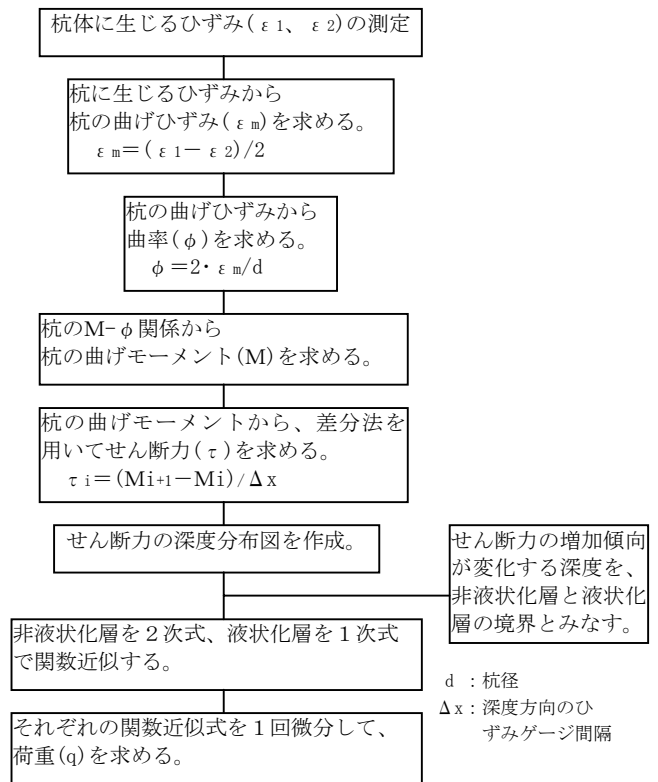 杭体に生じるひずみ(ε1、ε2)の測定
杭に生じるひずみから
杭の曲げひずみ(εm)を求める。
εm=(ε1-ε2)/2
杭の曲げひずみから
曲率(φ)を求める。
φ=2・εm/d
杭のM-φ関係から
杭の曲げモーメント(M)を求める。
杭の曲げモーメントから、差分法を
用いてせん断力(τ)を求める。
τi=(Mi+1-Mi)/Δx
せん断力の深度分布図を作成。
せん断力の増加傾向
が変化する深度を、
非液状化層と液状化
層の境界とみなす。
非液状化層を2次式、液状化層を1次式
で関数近似する。
それぞれの関数近似式を1回微分して、
荷重(q)を求める。
d:杭径
Δx:深度方向のひ
ずみゲージ間隔